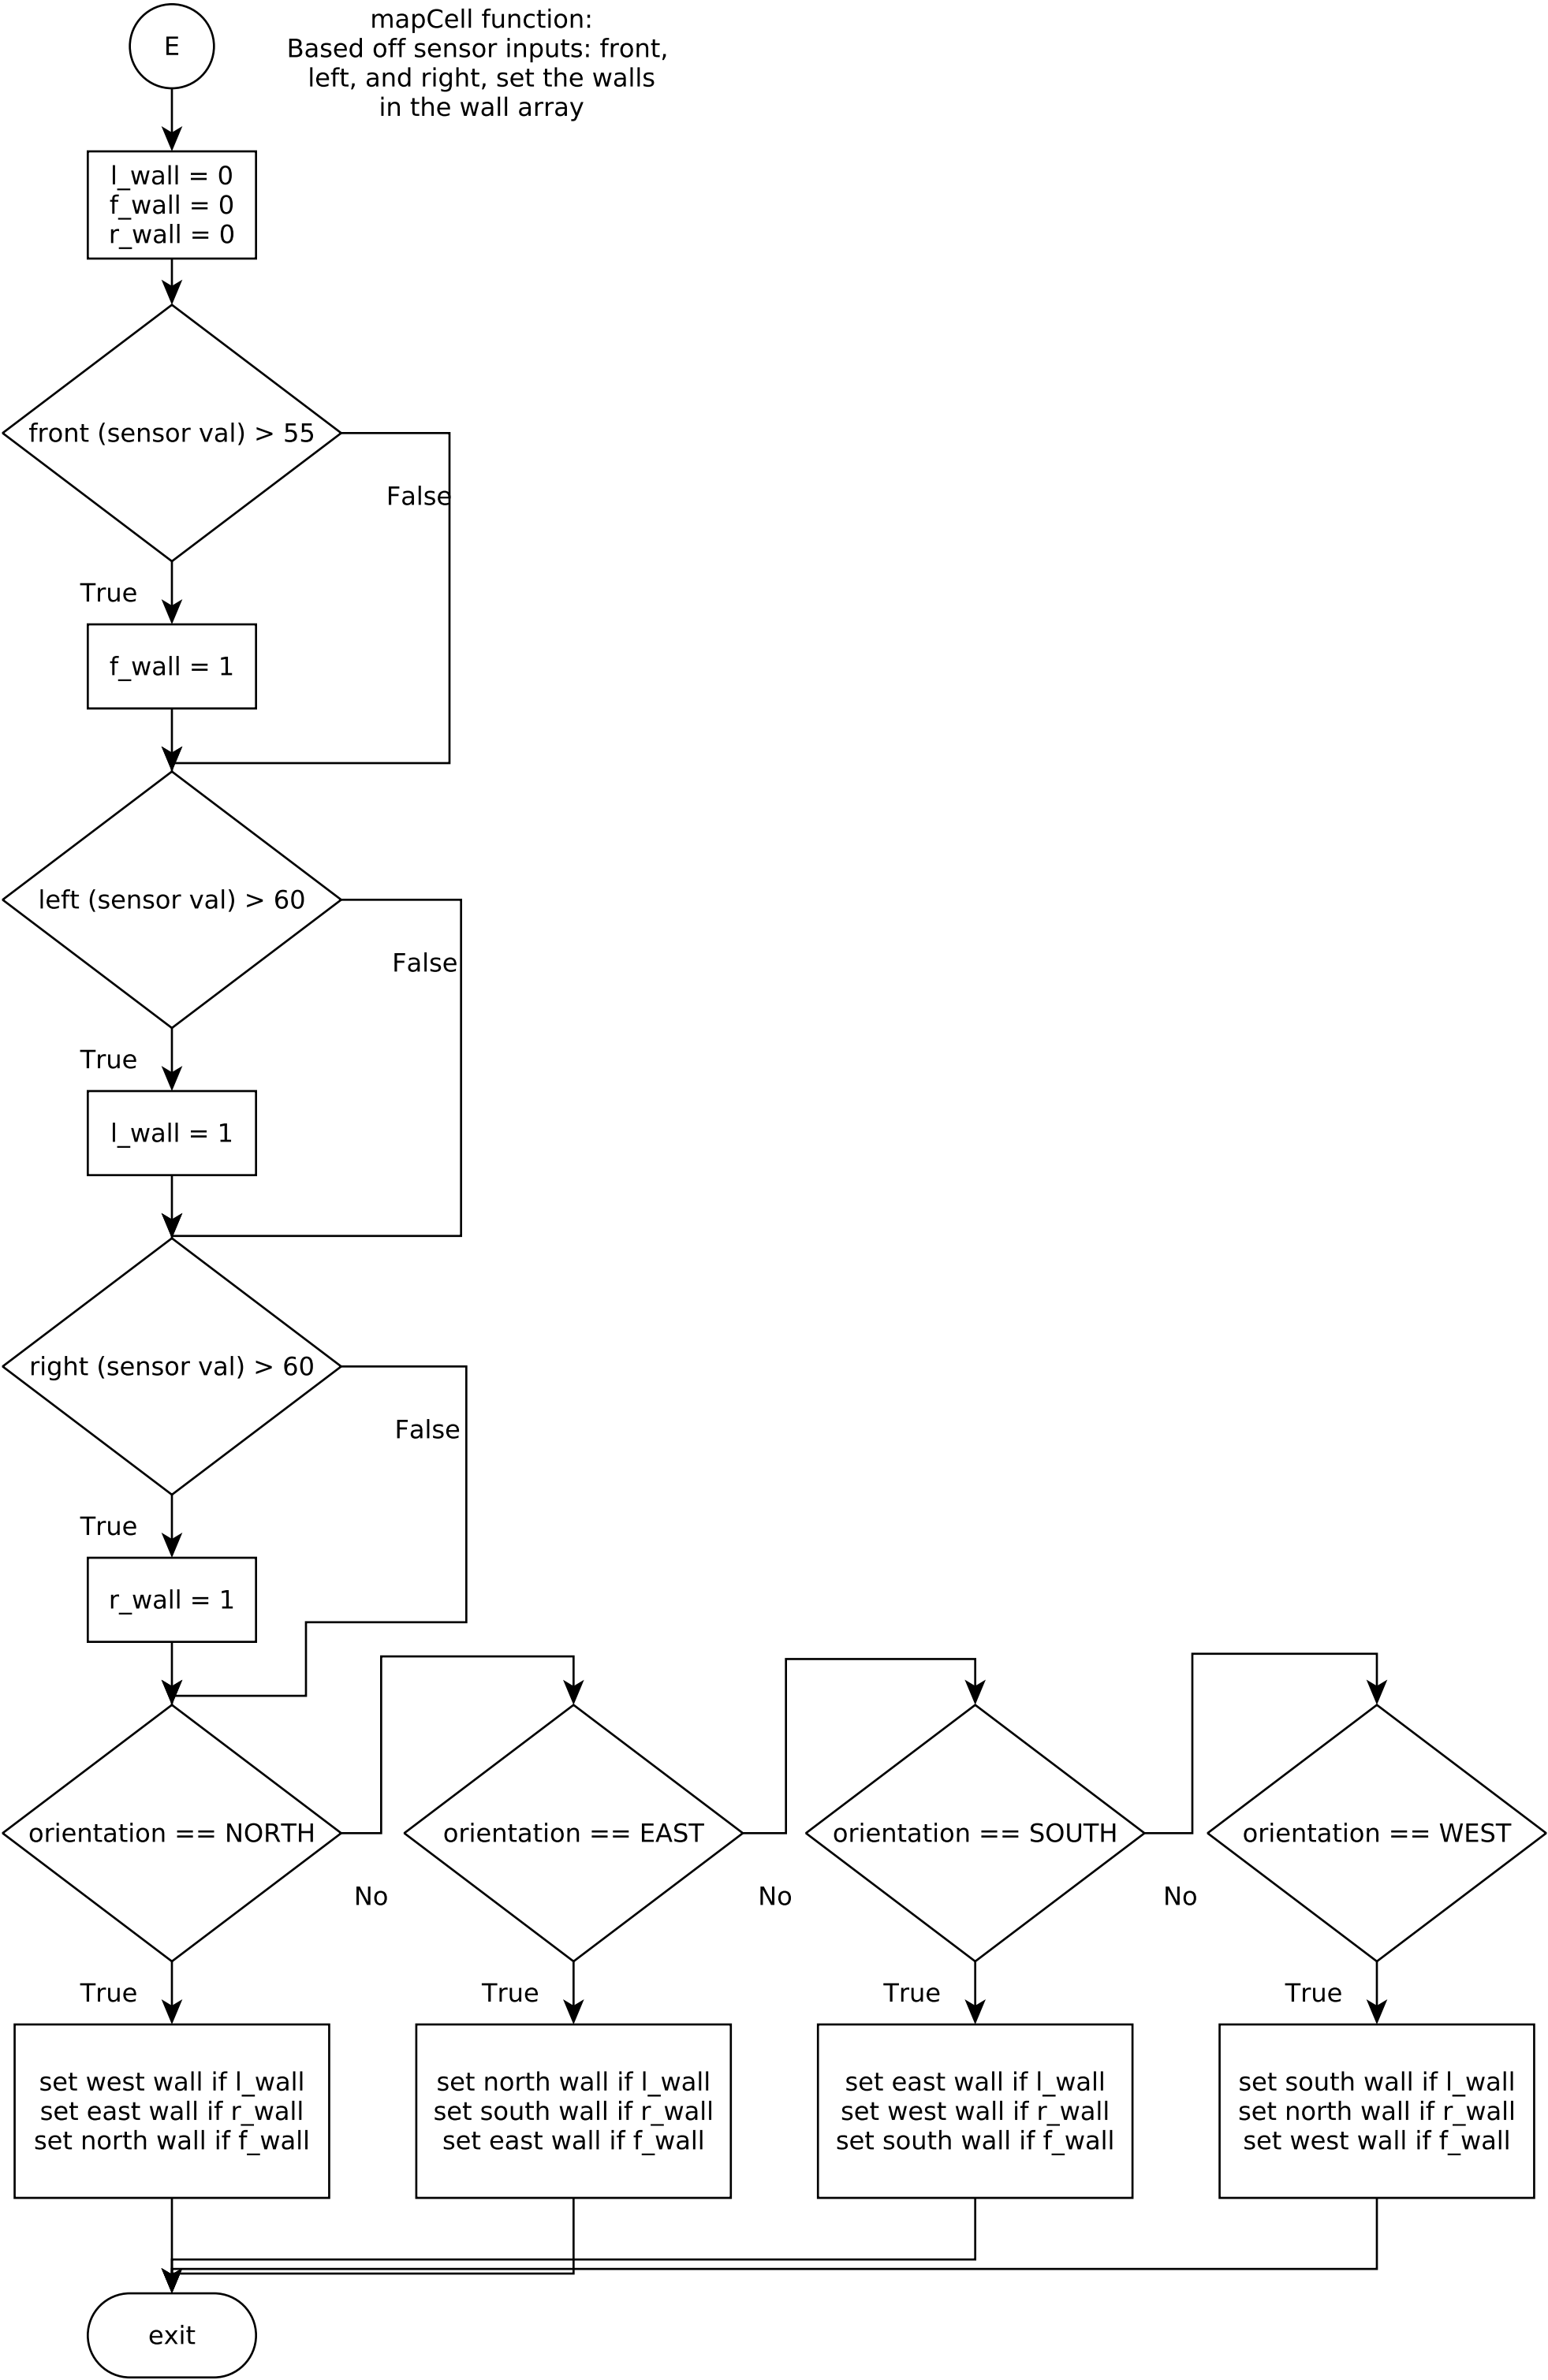 E
mapCell function:
Based off sensor inputs: front,
left, and right, set the walls
in the wall array
l_wall = 0
f_wall = 0
r_wall = 0
front (sensor val) > 55
False
True
f_wall = 1
left (sensor val) > 60
False
True
l_wall = 1
right (sensor val) > 60
False
True
r_wall = 1
orientation == NORTH
orientation == EAST
orientation == SOUTH
orientation == WEST
No
No
No
True
True
True
True
set west wall if l_wall
set east wall if r_wall
set north wall if f_wall
set north wall if l_wall
set south wall if r_wall
set east wall if f_wall
set east wall if l_wall
set west wall if r_wall
set south wall if f_wall
set south wall if l_wall
set north wall if r_wall
set west wall if f_wall
exit